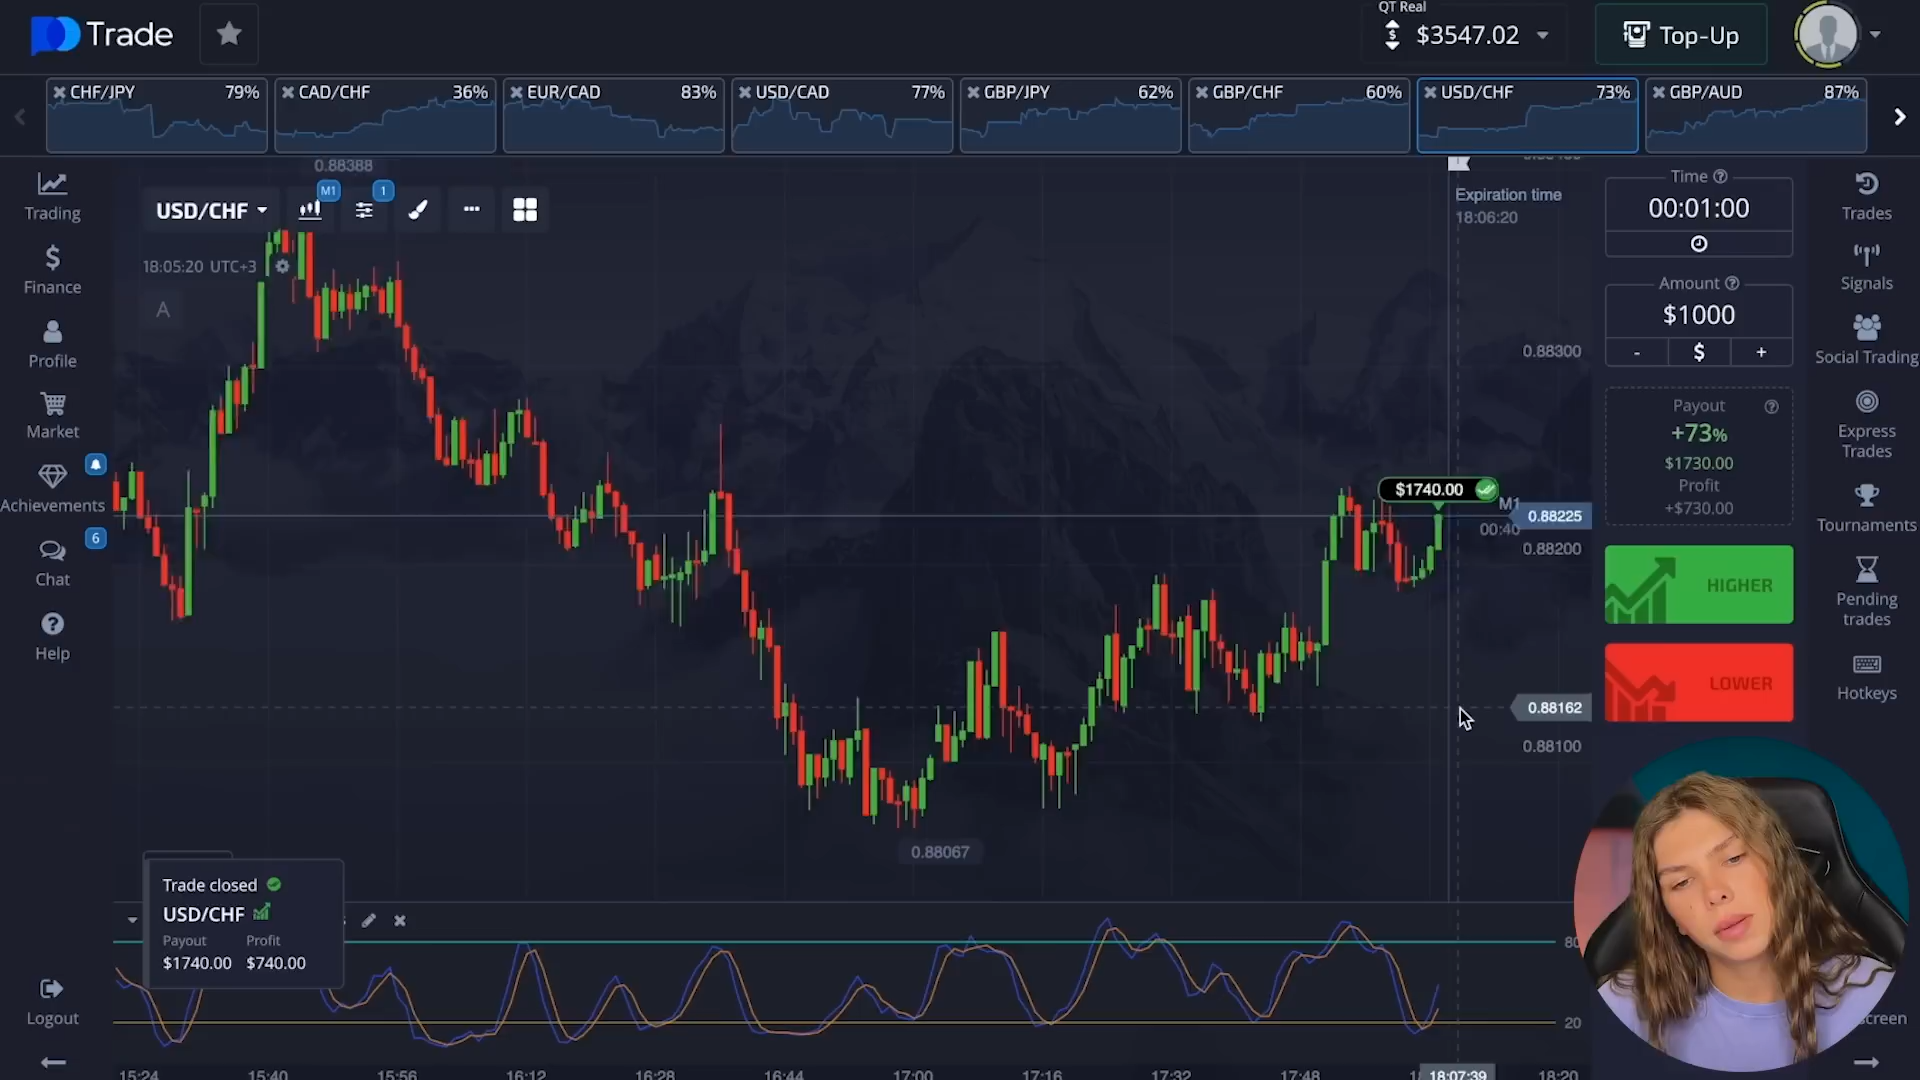 Trade
QT Real
$3547.02
Top-Up
CHF/JPY 79%
CAD/CHF 36%
EUR/CAD 83%
USD/CAD 77%
GBP/JPY 62%
GBP/CHF 60%
USD/CHF 73%
GBP/AUD 87%
Trading
Finance
Profile
Market
Achievements
6
Chat
Help
Logout
0.88388
USD/CHF
M1
1
18:05:20 UTC+3
A
Expiration time
18:06:20
0.88300
$1740.00
M1
00:40
0.88225
0.88200
0.88162
0.88100
0.88067
Trade closed
USD/CHF
Payout Profit
$1740.00 $740.00
80
20
15:24 15:40 15:56 16:12 16:28 16:44 17:00 17:16 17:32 17:48 18:07:39 18:20
Time
00:01:00
Amount
$1000
- $ +
Payout
+73%
$1730.00
Profit
+$730.00
HIGHER
LOWER
Trades
Signals
Social Trading
Express
Trades
Tournaments
Pending
trades
Hotkeys